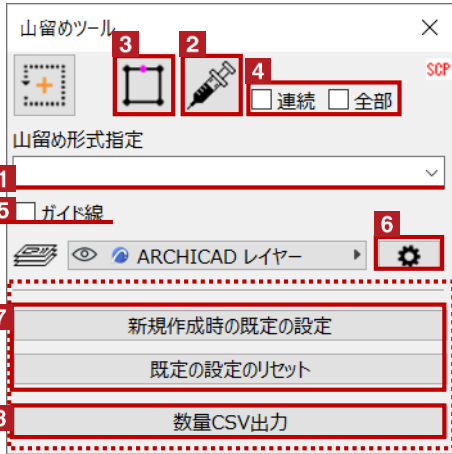 山留めツール
3
2
4
SCP
連続
全部
山留め形式指定
1
5
ガイド線
6
ARCHICAD レイヤー
7
新規作成時の既定の設定
既定の設定のリセット
8
数量CSV出力